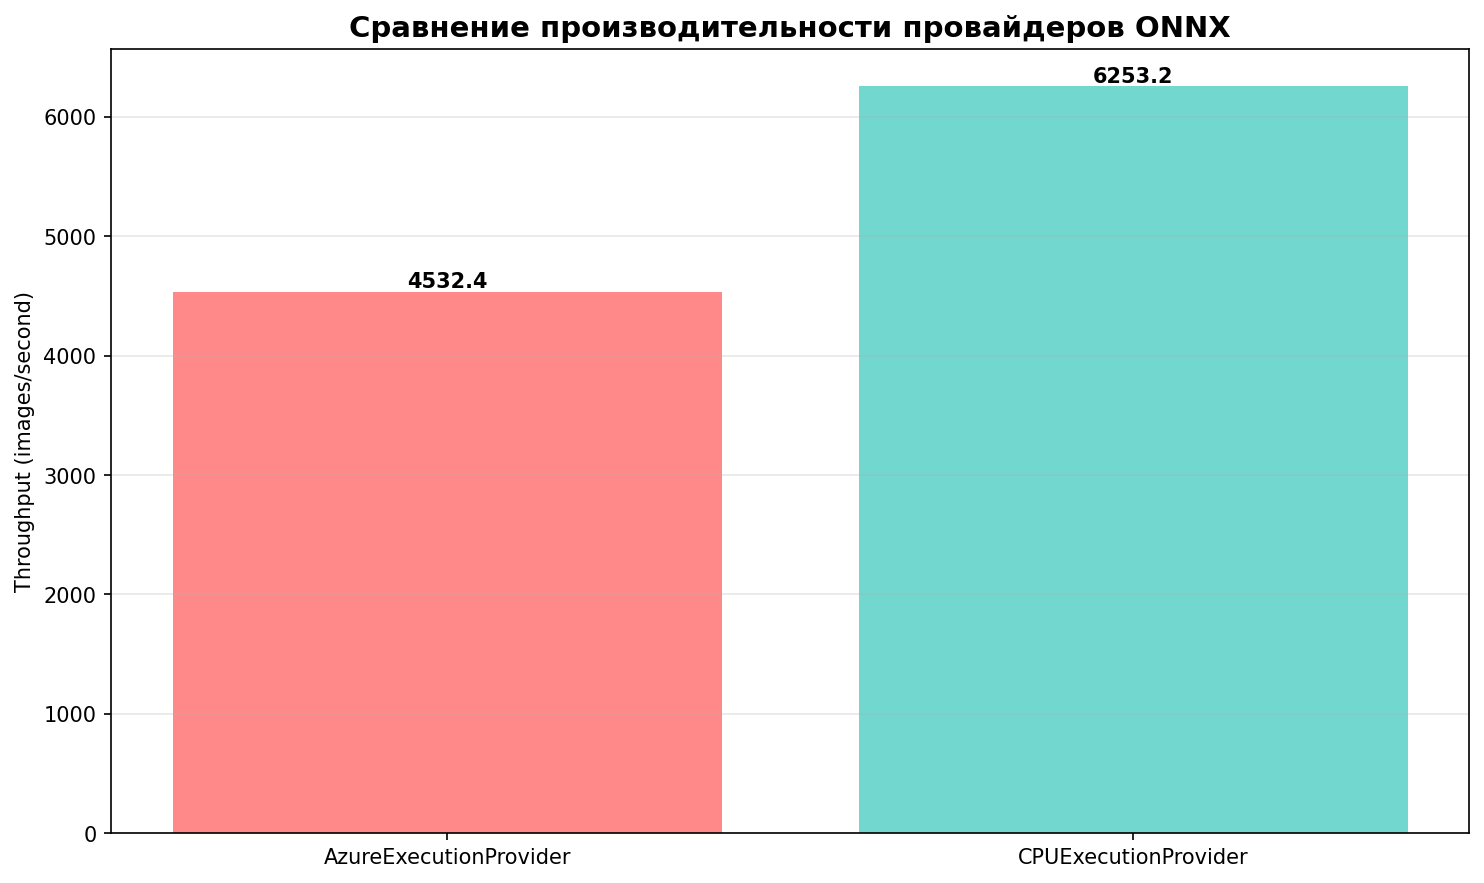 Сравнение производительности провайдеров ONNX
Throughput (images/second)
6000
5000
4000
3000
2000
1000
0
4532.4
6253.2
AzureExecutionProvider
CPUExecutionProvider